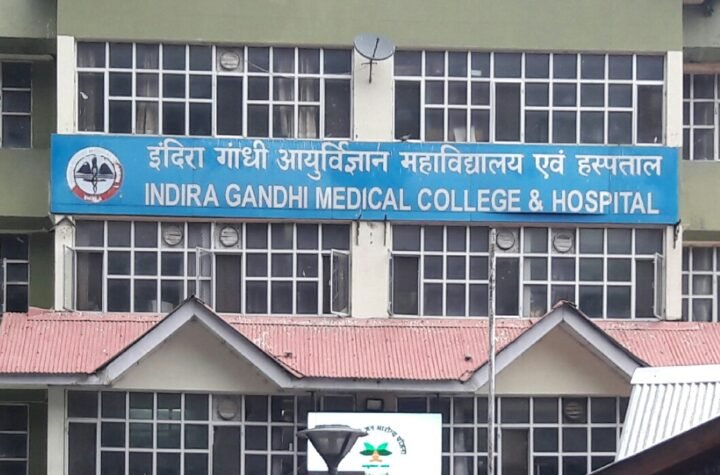 इंदिरा गांधी आयुर्विज्ञान महाविद्यालय एवं हस्पताल
INDIRA GANDHI MEDICAL COLLEGE & HOSPITAL